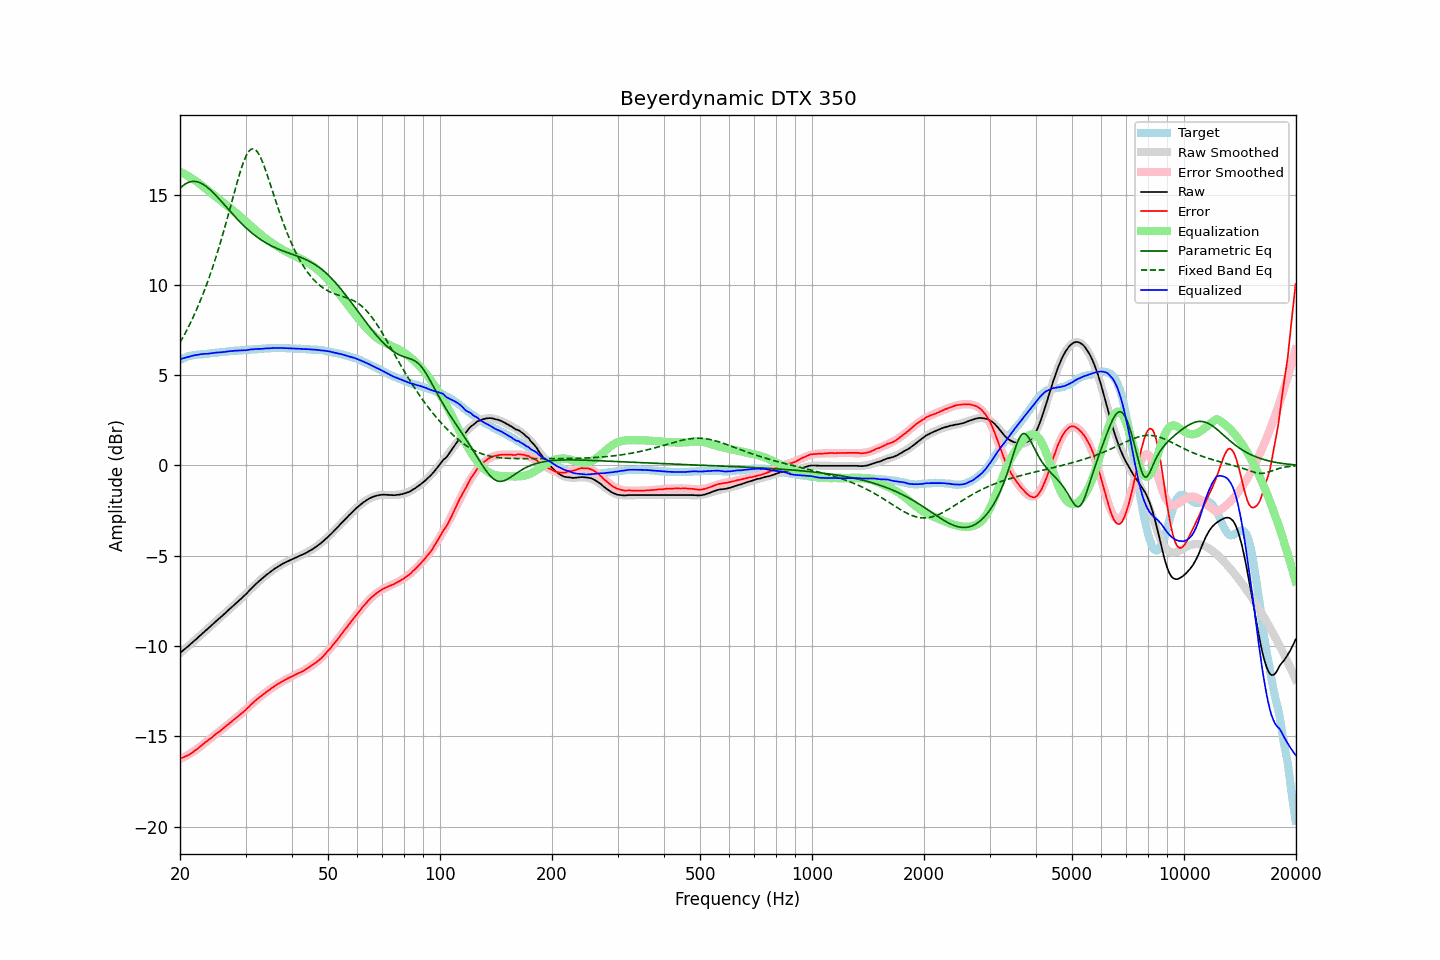 Beyerdynamic DTX 350
Target
Raw Smoothed
Error Smoothed
Raw
Error
Equalization
Parametric Eq
Fixed Band Eq
Equalized
Amplitude (dBr)
15
10
5
0
−5
−10
−15
−20
20 50 100 200 500 1000 2000 5000 10000 20000
Frequency (Hz)